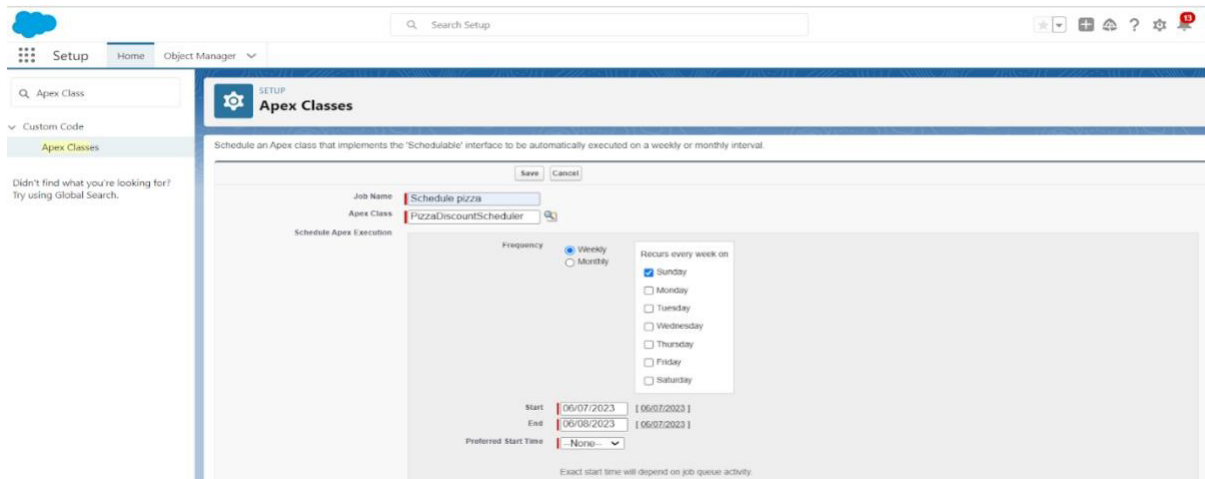 Search Setup
13
Setup Home Object Manager
Apex Class
SETUP
Apex Classes
Custom Code
Apex Classes
Schedule an Apex class that implements the 'Schedulable' interface to be automatically executed on a weekly or monthly interval.
Didn't find what you're looking for?
Try using Global Search.
Save Cancel
Job Name Schedule pizza
Apex Class PizzaDiscountScheduler
Schedule Apex Execution
Frequency Weekly
Monthly
Recurs every week on
Sunday
Monday
Tuesday
Wednesday
Thursday
Friday
Saturday
Start 06/07/2023 [ 06/07/2023 ]
End 06/08/2023 [ 06/07/2023 ]
Preferred Start Time --None--
Exact start time will depend on job queue activity.